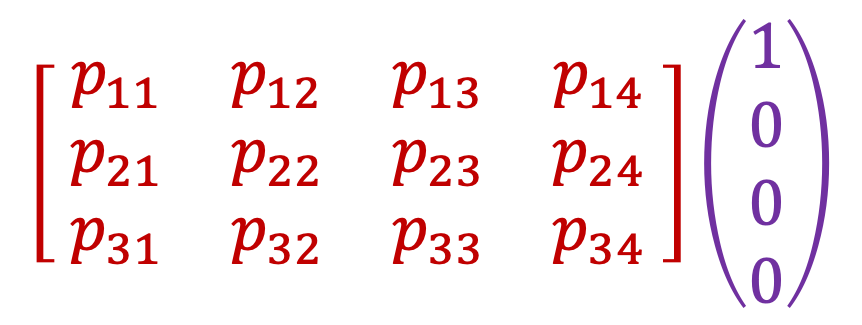 [p₁₁ p₁₂ p₁₃ p₁₄] (1)
[p₂₁ p₂₂ p₂₃ p₂₄] (0)
[p₃₁ p₃₂ p₃₃ p₃₄] (0)
(0)